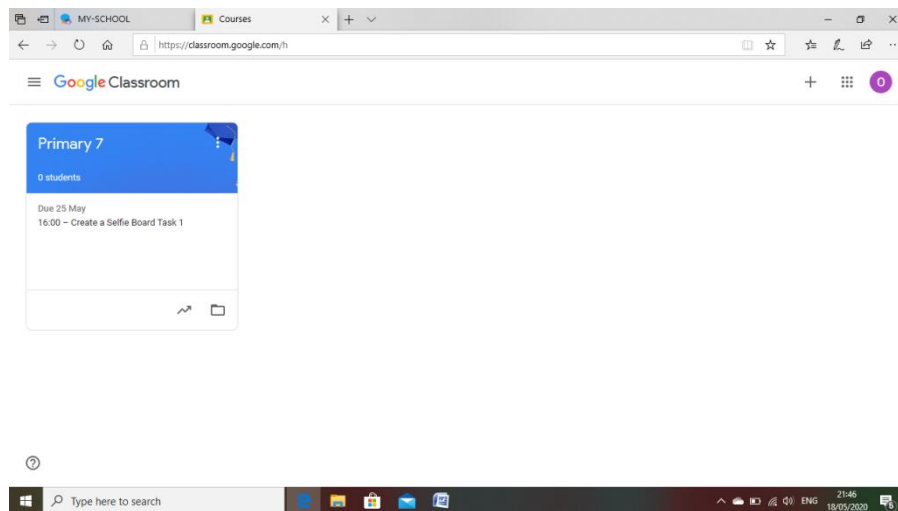 MY-SCHOOL
Courses
https://classroom.google.com/h
Google Classroom
O
Primary 7
0 students
Due 25 May
16:00 – Create a Selfie Board Task 1
Type here to search
ENG
21:46
18/05/2020
6